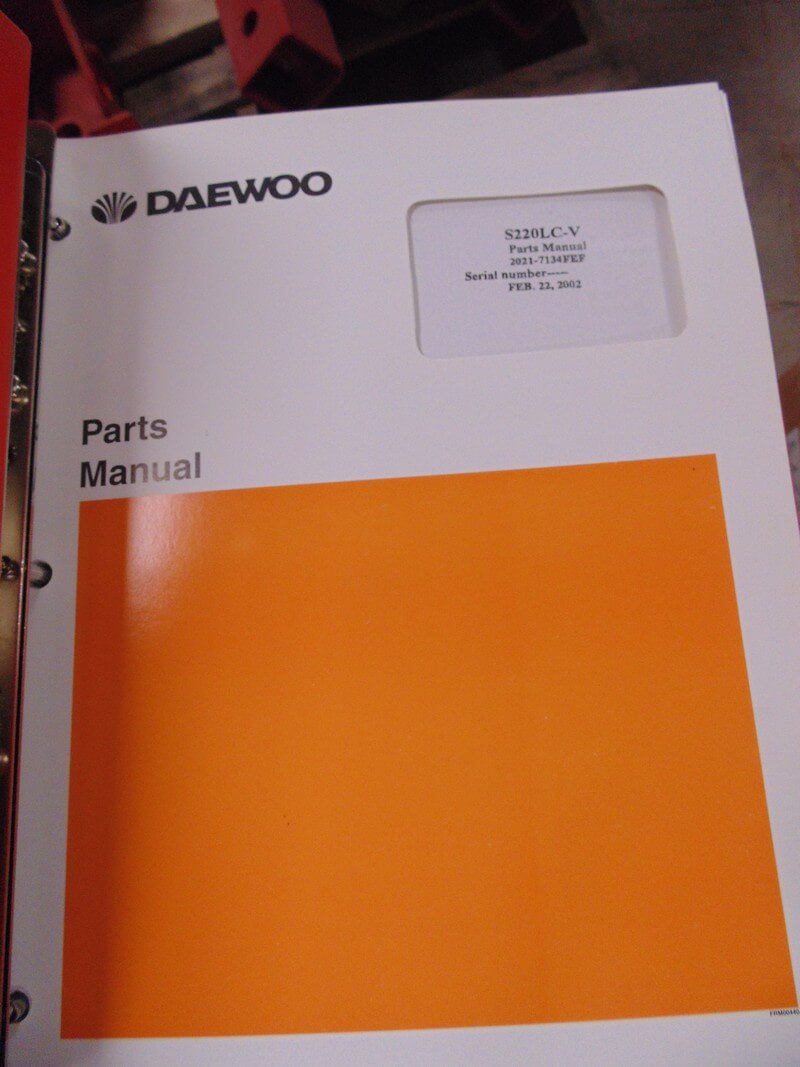 DAEWOO
S220LC-V
Parts Manual
2021-7134FEF
Serial number-----
FEB. 22, 2002
Parts
Manual